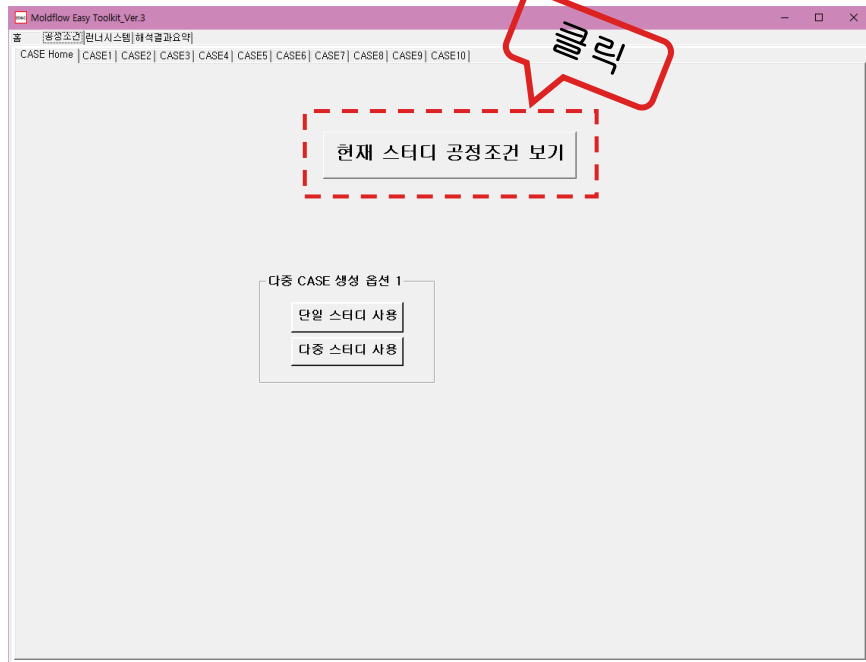 Moldflow Easy Toolkit_Ver.3
홈 공정조건 런너시스템 해석결과요약
CASE Home CASE1 CASE2 CASE3 CASE4 CASE5 CASE6 CASE7 CASE8 CASE9 CASE10
클릭
현재 스터디 공정조건 보기
다중 CASE 생성 옵션 1
단일 스터디 사용
다중 스터디 사용